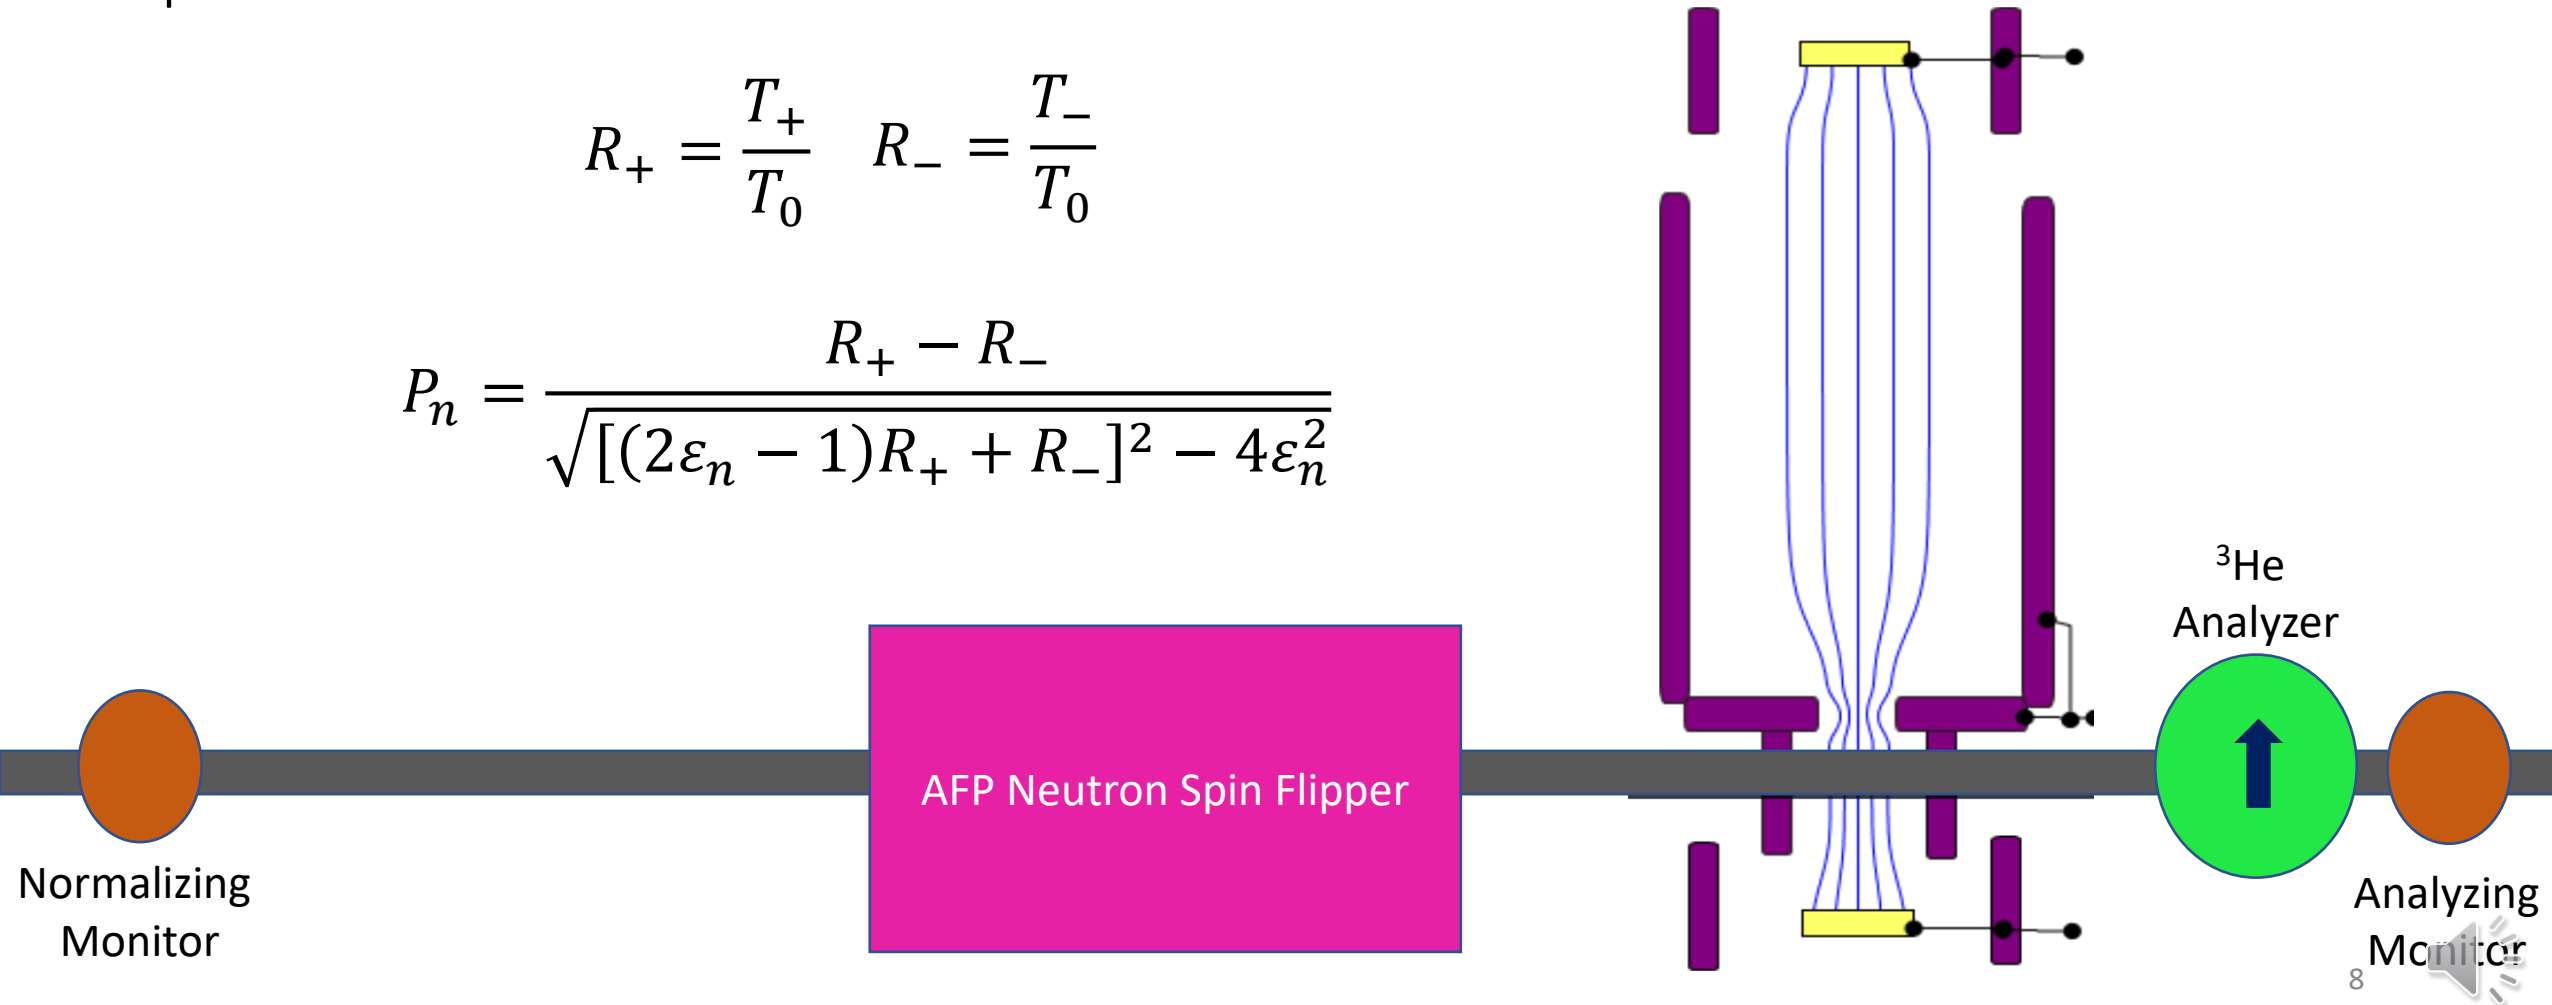 R₊ = T₊/T₀   R₋ = T₋/T₀
Pₙ = (R₊ − R₋)/√([(2εₙ − 1)R₊ + R₋]² − 4εₙ²)
³He
Analyzer
AFP Neutron Spin Flipper
Normalizing
Monitor
Analyzing
Monitor
8